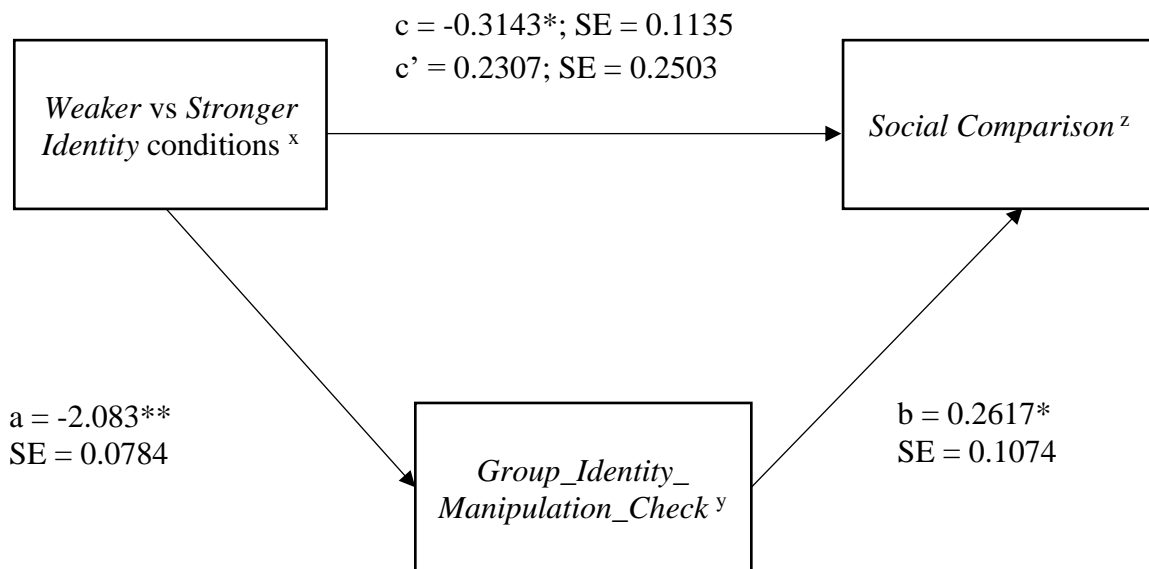 c = -0.3143*; SE = 0.1135
c’ = 0.2307; SE = 0.2503
Weaker vs Stronger
Identity conditions x
Social Comparison z
a = -2.083**
SE = 0.0784
b = 0.2617*
SE = 0.1074
Group_Identity_
Manipulation_Check y